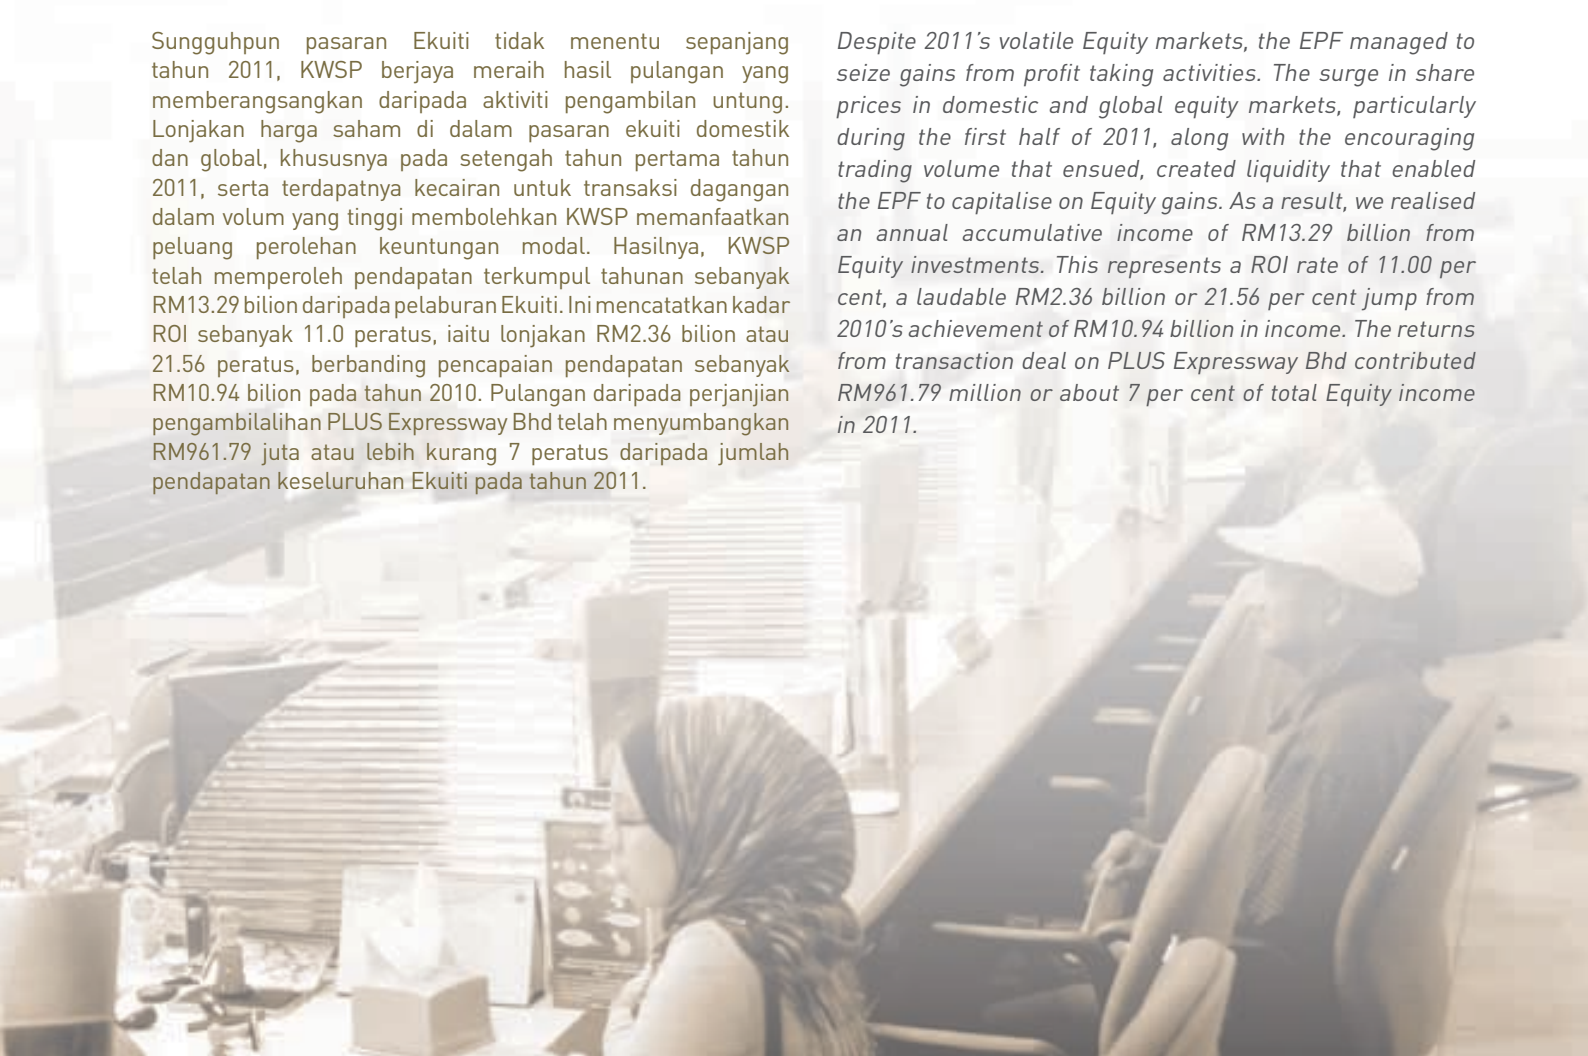 Sungguhpun pasaran Ekuiti tidak menentu sepanjang
tahun 2011, KWSP berjaya meraih hasil pulangan yang
memberangsangkan daripada aktiviti pengambilan untung.
Lonjakan harga saham di dalam pasaran ekuiti domestik
dan global, khususnya pada setengah tahun pertama tahun
2011, serta terdapatnya kecairan untuk transaksi dagangan
dalam volum yang tinggi membolehkan KWSP memanfaatkan
peluang perolehan keuntungan modal. Hasilnya, KWSP
telah memperoleh pendapatan terkumpul tahunan sebanyak
RM13.29 bilion daripada pelaburan Ekuiti. Ini mencatatkan kadar
ROI sebanyak 11.0 peratus, iaitu lonjakan RM2.36 bilion atau
21.56 peratus, berbanding pencapaian pendapatan sebanyak
RM10.94 bilion pada tahun 2010. Pulangan daripada perjanjian
pengambilalihan PLUS Expressway Bhd telah menyumbangkan
RM961.79 juta atau lebih kurang 7 peratus daripada jumlah
pendapatan keseluruhan Ekuiti pada tahun 2011.
Despite 2011's volatile Equity markets, the EPF managed to
seize gains from profit taking activities. The surge in share
prices in domestic and global equity markets, particularly
during the first half of 2011, along with the encouraging
trading volume that ensued, created liquidity that enabled
the EPF to capitalise on Equity gains. As a result, we realised
an annual accumulative income of RM13.29 billion from
Equity investments. This represents a ROI rate of 11.00 per
cent, a laudable RM2.36 billion or 21.56 per cent jump from
2010's achievement of RM10.94 billion in income. The returns
from transaction deal on PLUS Expressway Bhd contributed
RM961.79 million or about 7 per cent of total Equity income
in 2011.